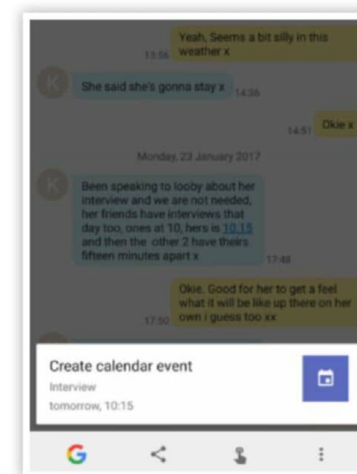 Yeah, Seems a bit silly in this
weather x
13:56
K
She said she's gonna stay x
14:36
Okie x
14:51
Monday, 23 January 2017
K
Been speaking to looby about her
interview and we are not needed,
her friends have interviews that
day too, ones at 10, hers is 10.15
and then the other 2 have theirs
fifteen minutes apart x
17:48
Okie. Good for her to get a feel
what it will be like up there on her
own i guess too xx
17:50
K
Create calendar event
Interview
tomorrow, 10:15
G